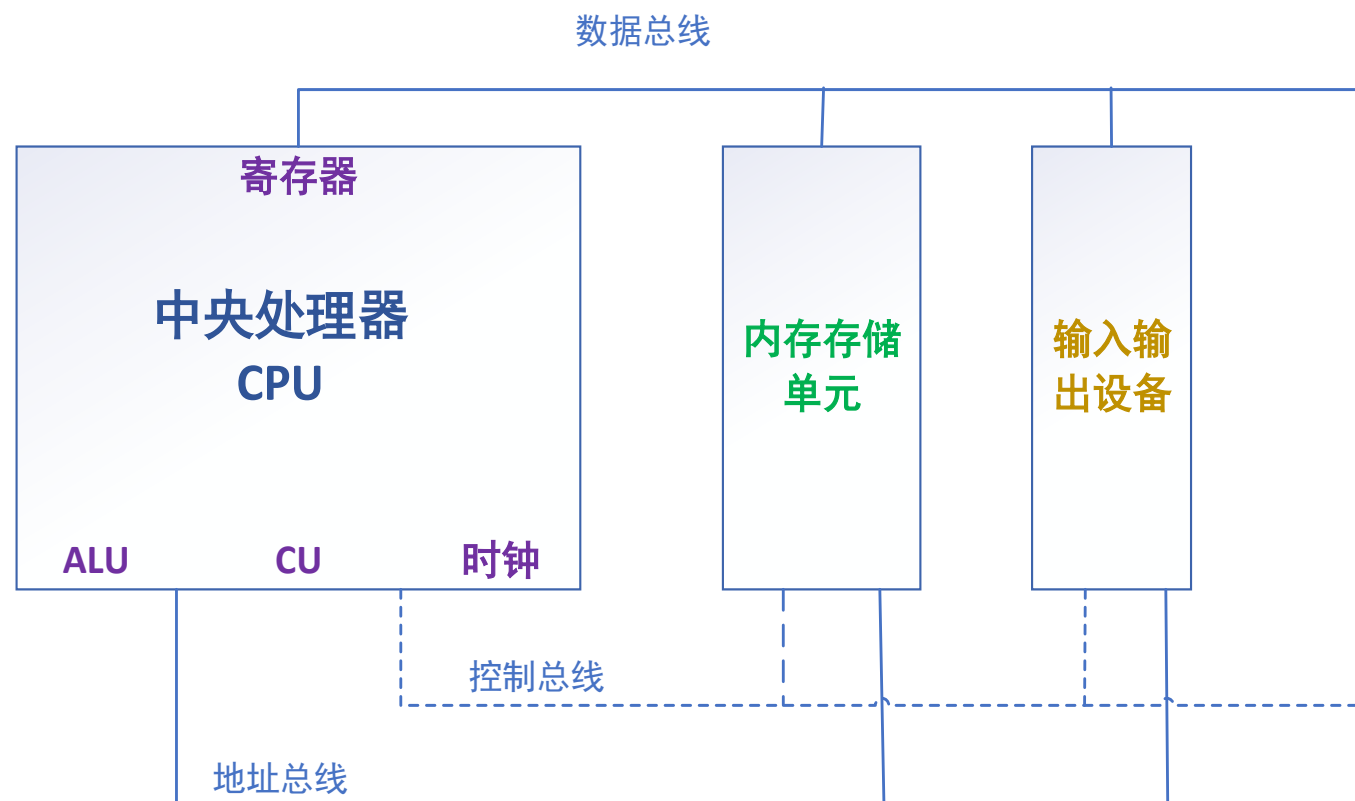 数据总线
寄存器
中央处理器
CPU
内存存储
单元
输入输
出设备
ALU
CU
时钟
控制总线
地址总线